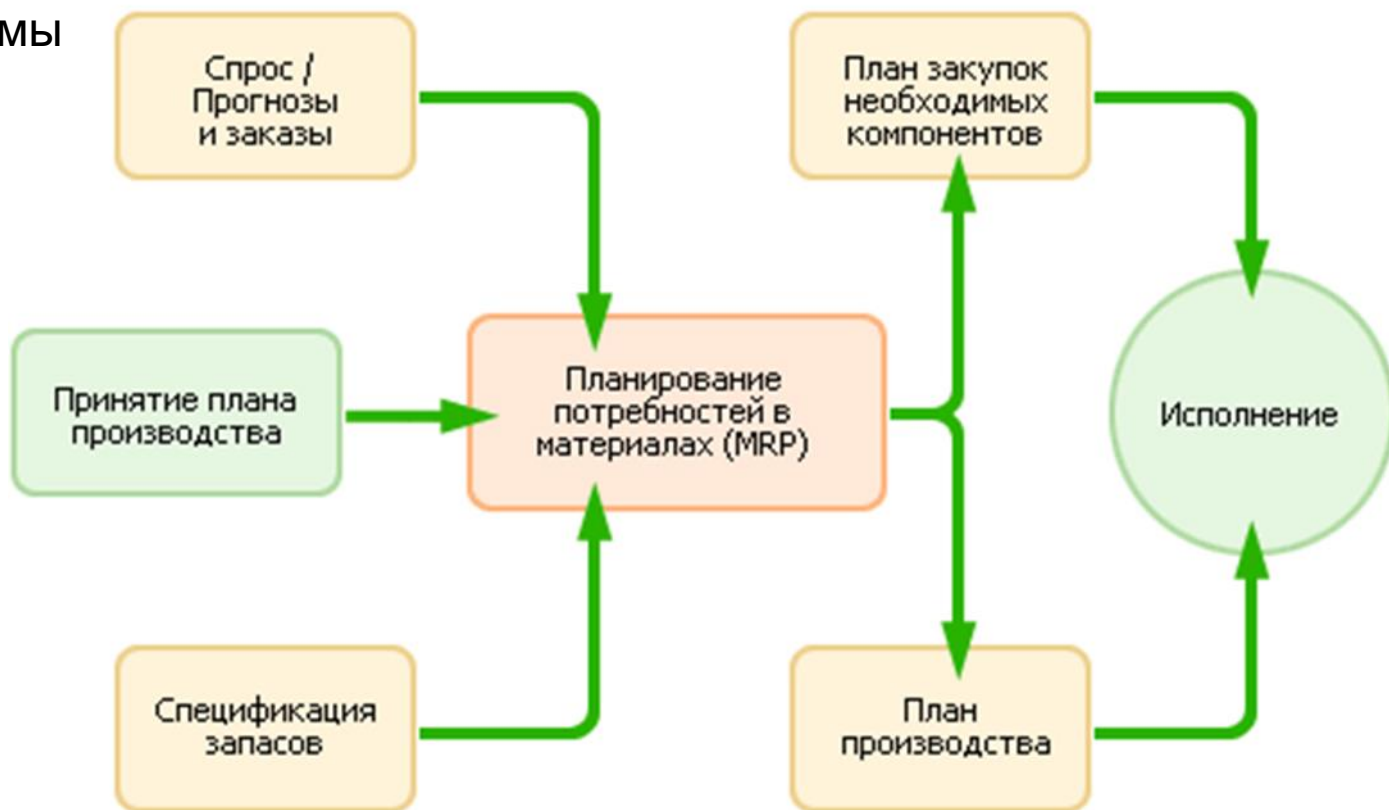 мы
Спрос /
Прогнозы
и заказы
План закупок
необходимых
компонентов
Принятие плана
производства
Планирование
потребностей в
материалах (MRP)
Исполнение
Спецификация
запасов
План
производства